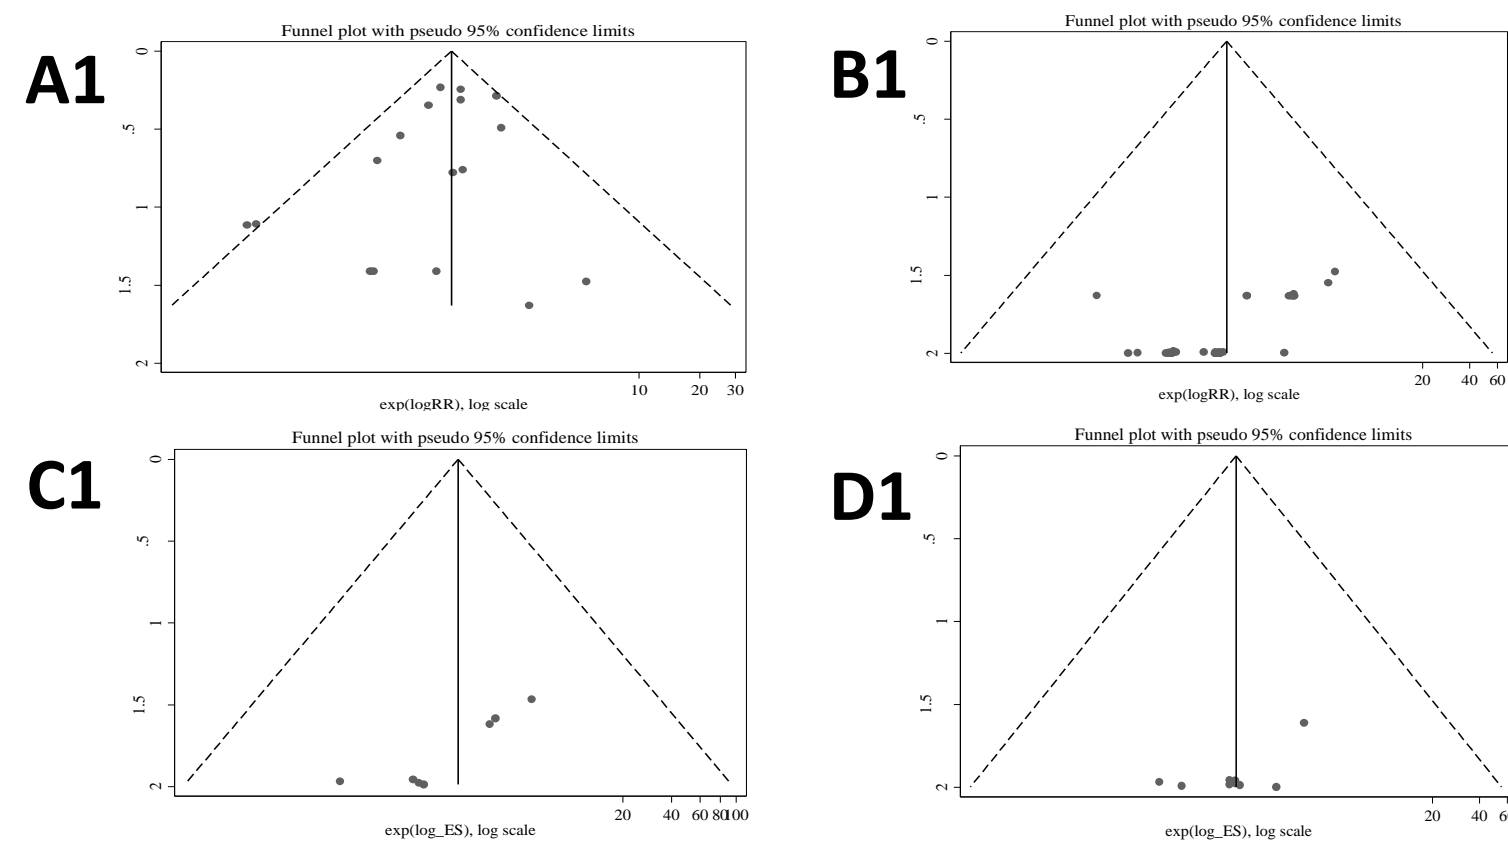 Funnel plot with pseudo 95% confidence limits
A1
0
.5
1
1.5
2
10 20 30
exp(logRR), log scale
Funnel plot with pseudo 95% confidence limits
B1
0
.5
1
1.5
2
20 40 60
exp(logRR), log scale
Funnel plot with pseudo 95% confidence limits
C1
0
.5
1
1.5
2
20 40 60 80 100
exp(log_ES), log scale
Funnel plot with pseudo 95% confidence limits
D1
0
.5
1
1.5
2
20 40
exp(log_ES), log scale